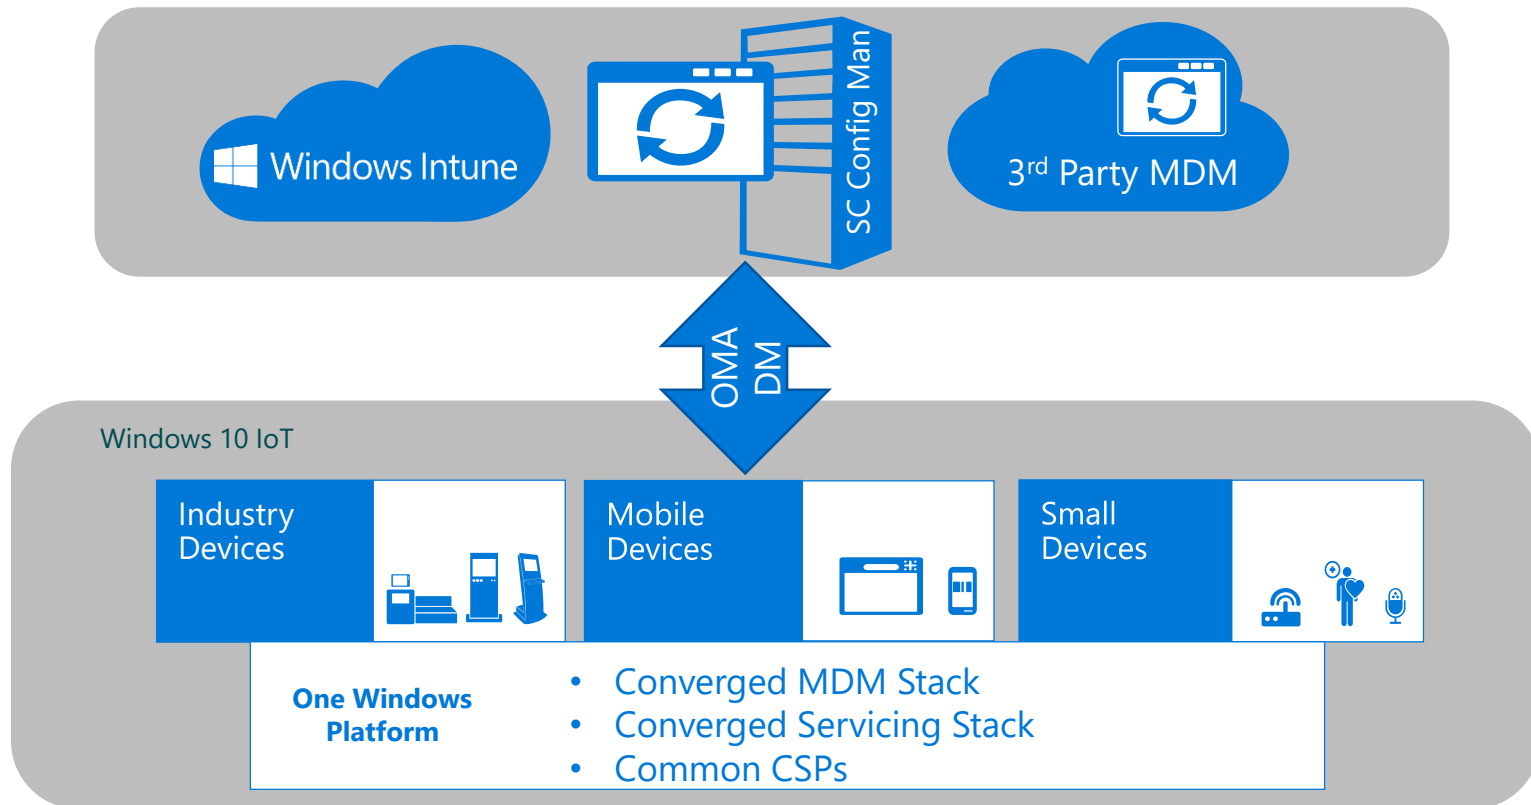 Windows Intune
SC Config Man
3rd Party MDM
OMA
DM
Windows 10 IoT
Industry
Devices
Mobile
Devices
Small
Devices
One Windows
Platform
• Converged MDM Stack
• Converged Servicing Stack
• Common CSPs